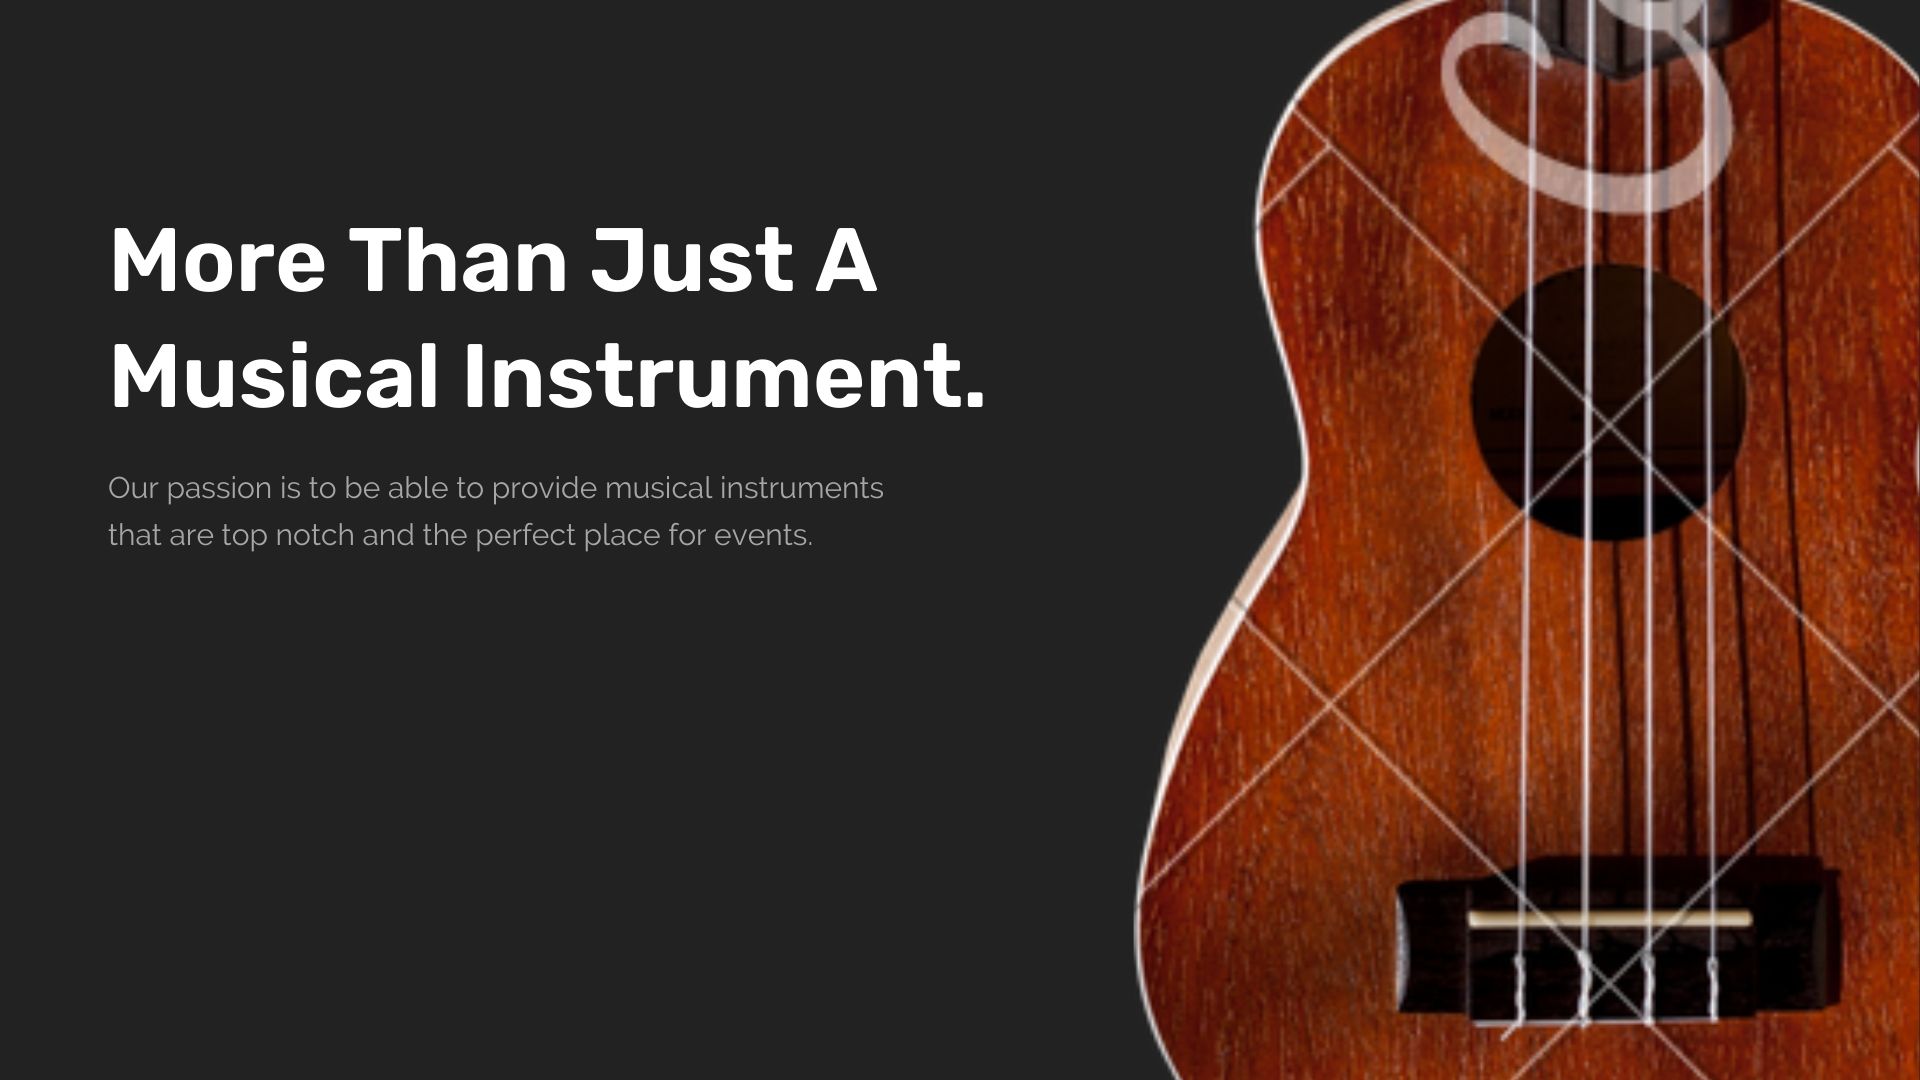 More Than Just A
Musical Instrument.
Our passion is to be able to provide musical instruments
that are top notch and the perfect place for events.